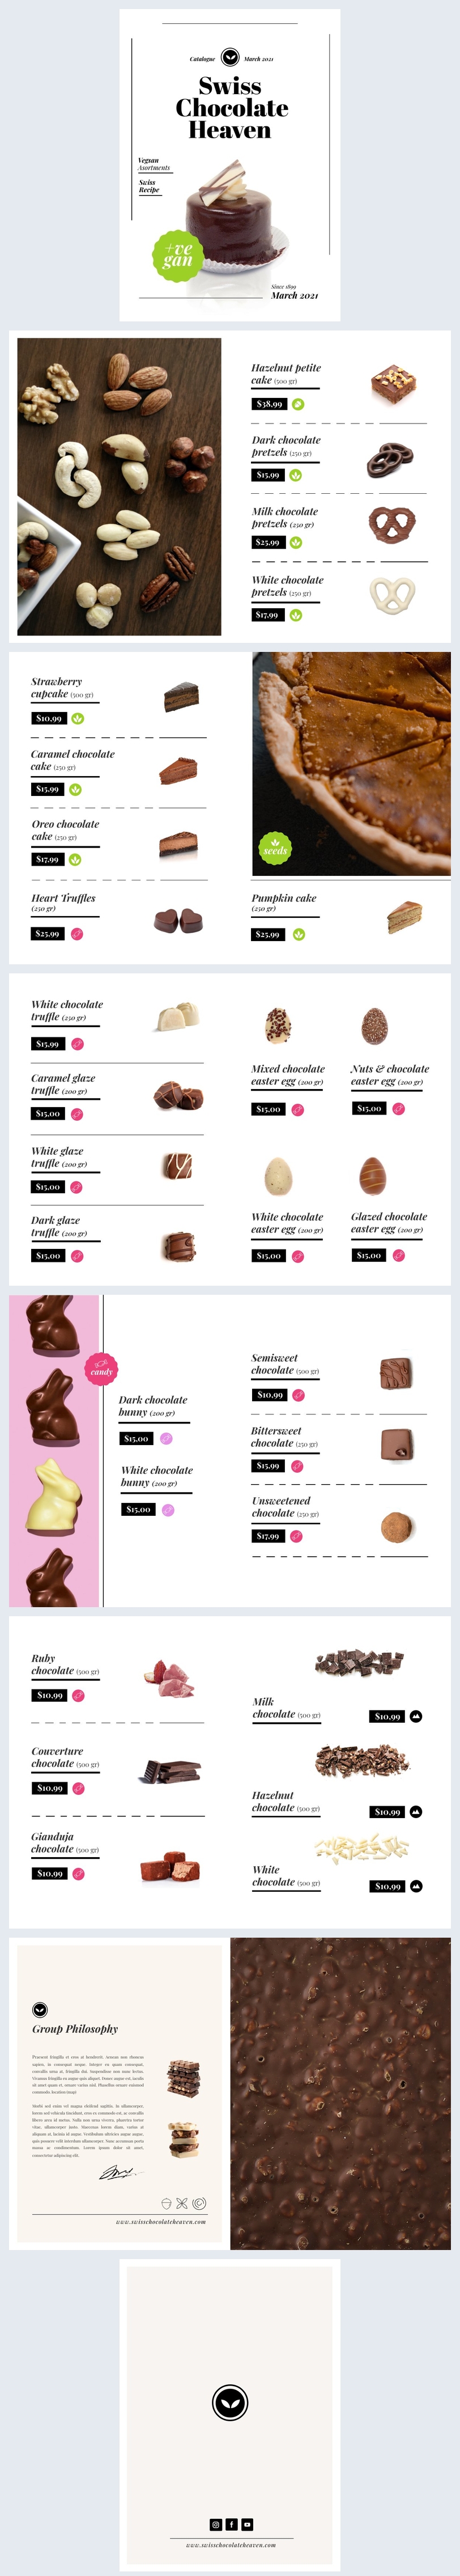 Catalogue
March 2021
Swiss
Chocolate
Heaven
Vegsan
Asortments
Swiss
Recipe
+ve
gan
Since 1899
March 2021
Hazelnut petite
cake (500 gr)
$38,99
Dark chocolate
pretzels (250 gr)
$15,99
Milk chocolate
pretzels (250 gr)
$25,99
White chocolate
pretzels (250 gr)
$17,99
Strawberry
cupcake (500 gr)
$10,99
Caramel chocolate
cake (250 gr)
$15,99
Oreo chocolate
cake (250 gr)
$17,99
Heart Truffles
(250 gr)
$25,99
seeds
Pumpkin cake
(250 gr)
$25,99
White chocolate
truffle (250 gr)
$15,99
Caramel glaze
truffle (200 gr)
$15,00
White glaze
truffle (200 gr)
$15,00
Dark glaze
truffle (200 gr)
$15,00
Mixed chocolate
easter egg (200 gr)
$15,00
Nuts & chocolate
easter egg (200 gr)
$15,00
White chocolate
easter egg (200 gr)
$15,00
Glazed chocolate
easter egg (200 gr)
$15,00
candy
Dark chocolate
bunny (200 gr)
$15,00
White chocolate
bunny (200 gr)
$15,00
Semisweet
chocolate (500 gr)
$10,99
Bittersweet
chocolate (250 gr)
$15,99
Unsweetened
chocolate (250 gr)
$17,99
Ruby
chocolate (500 gr)
$10,99
Couverture
chocolate (500 gr)
$10,99
Gianduja
chocolate (500 gr)
$10,99
Milk
chocolate (500 gr)
$10,99
Hazelnut
chocolate (500 gr)
$10,99
White
chocolate (500 gr)
$10,99
Group Philosophy
www.swisschocolateheaven.com
www.swisschocolateheaven.com